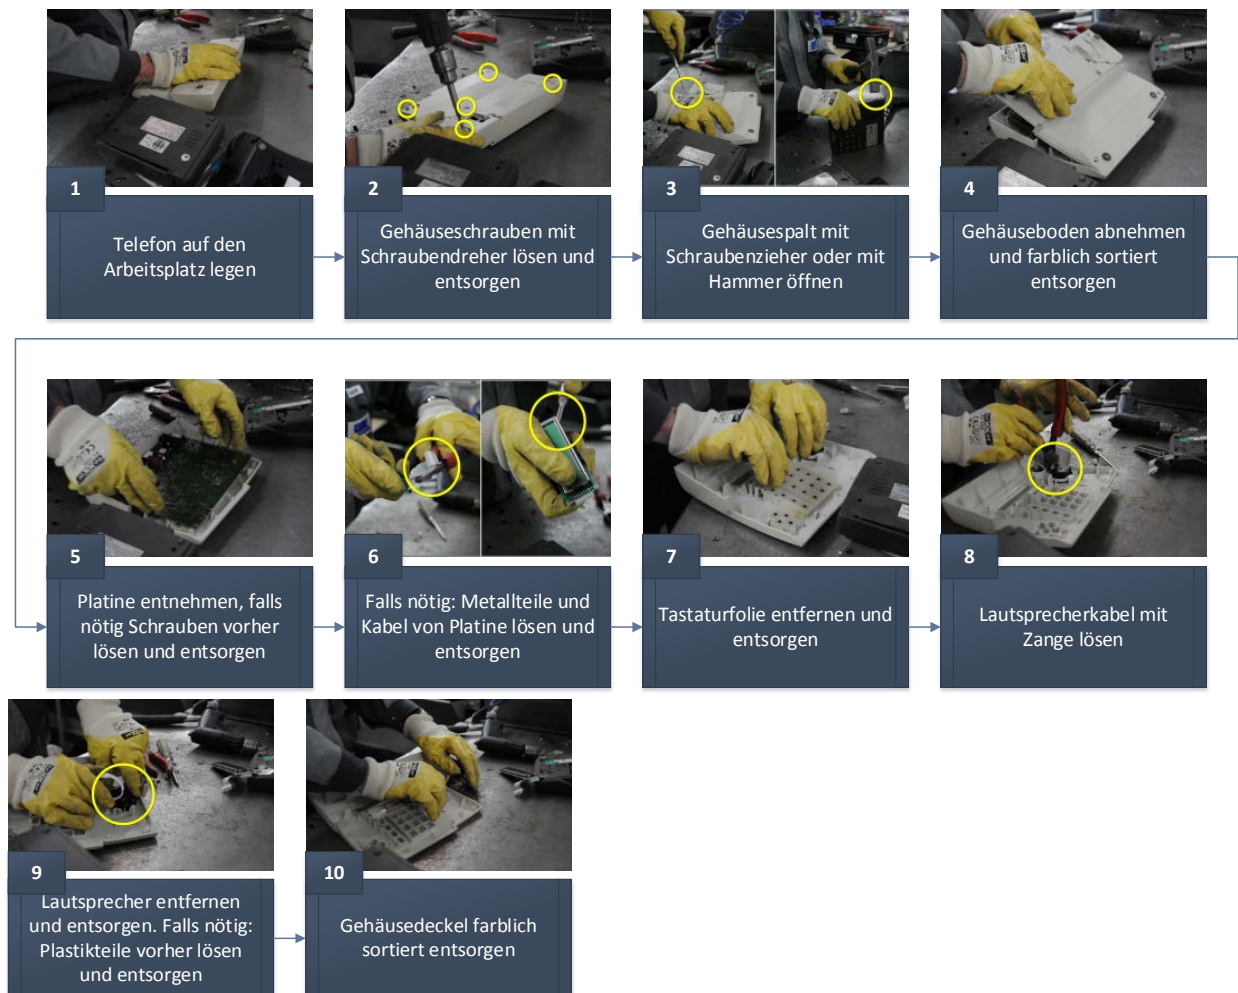 1
Telefon auf den
Arbeitsplatz legen
2
Gehäuseschrauben mit
Schraubendreher lösen und
entsorgen
3
Gehäusespalt mit
Schraubenzieher oder mit
Hammer öffnen
4
Gehäuseboden abnehmen
und farblich sortiert
entsorgen
5
Platine entnehmen, falls
nötig Schrauben vorher
lösen und entsorgen
6
Falls nötig: Metallteile und
Kabel von Platine lösen und
entsorgen
7
Tastaturfolie entfernen und
entsorgen
8
Lautsprecherkabel mit
Zange lösen
9
Lautsprecher entfernen
und entsorgen. Falls nötig:
Plastikteile vorher lösen
und entsorgen
10
Gehäusedeckel farblich
sortiert entsorgen